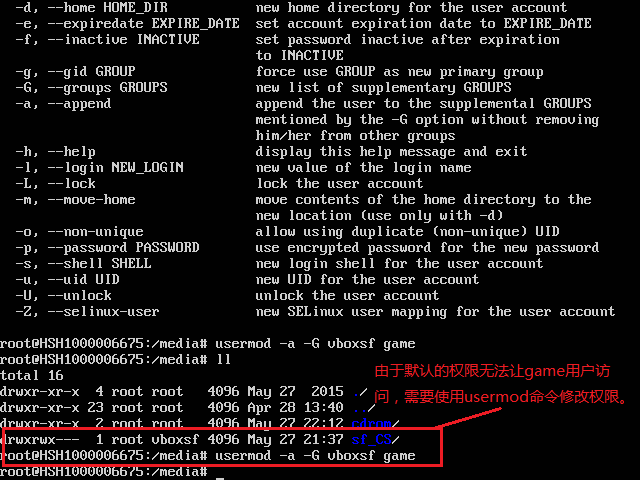 -d, --home HOME_DIR           new home directory for the user account
-e, --expiredate EXPIRE_DATE  set account expiration date to EXPIRE_DATE
-f, --inactive INACTIVE       set password inactive after expiration
                              to INACTIVE
-g, --gid GROUP               force use GROUP as new primary group
-G, --groups GROUPS           new list of supplementary GROUPS
-a, --append                  append the user to the supplemental GROUPS
                              mentioned by the -G option without removing
                              him/her from other groups
-h, --help                    display this help message and exit
-l, --login NEW_LOGIN         new value of the login name
-L, --lock                    lock the user account
-m, --move-home               move contents of the home directory to the
                              new location (use only with -d)
-o, --non-unique              allow using duplicate (non-unique) UID
-p, --password PASSWORD       use encrypted password for the new password
-s, --shell SHELL             new login shell for the user account
-u, --uid UID                 new UID for the user account
-U, --unlock                  unlock the user account
-Z, --selinux-user            new SELinux user mapping for the user account
root@HSH1000006675:/media# usermod -a -G vboxsf game
root@HSH1000006675:/media# ll
total 16
drwxr-xr-x  4 root root   4096 May 27  2015 ./
drwxr-xr-x 23 root root   4096 Apr 28 13:40 ../
drwxr-xr-x  2 root root   4096 May 27 22:12 cdrom/
drwxrwx---  1 root vboxsf 4096 May 27 21:37 sf_CS/
root@HSH1000006675:/media# usermod -a -G vboxsf game
root@HSH1000006675:/media#
由于默认的权限无法让game用户访
问，需要使用usermod命令修改权限。